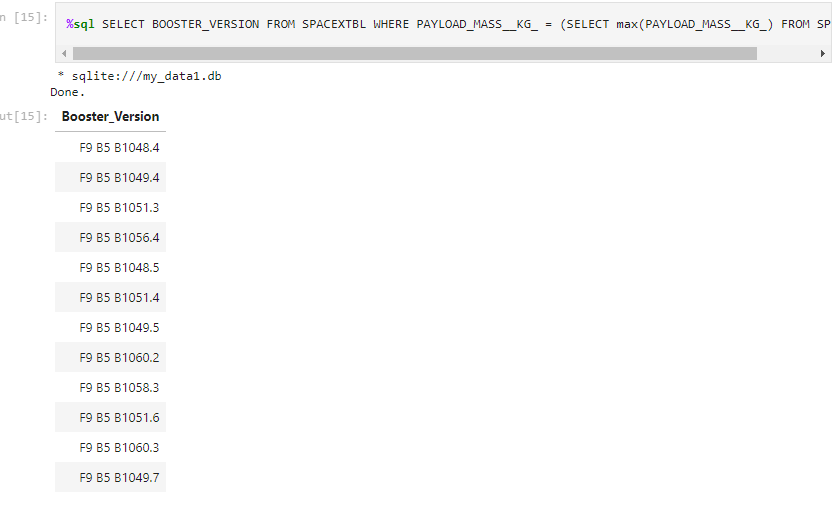 n [15]:
%sql SELECT BOOSTER_VERSION FROM SPACEXTBL WHERE PAYLOAD_MASS__KG_ = (SELECT max(PAYLOAD_MASS__KG_) FROM SP
* sqlite:///my_data1.db
Done.
ut[15]:
Booster_Version
F9 B5 B1048.4
F9 B5 B1049.4
F9 B5 B1051.3
F9 B5 B1056.4
F9 B5 B1048.5
F9 B5 B1051.4
F9 B5 B1049.5
F9 B5 B1060.2
F9 B5 B1058.3
F9 B5 B1051.6
F9 B5 B1060.3
F9 B5 B1049.7